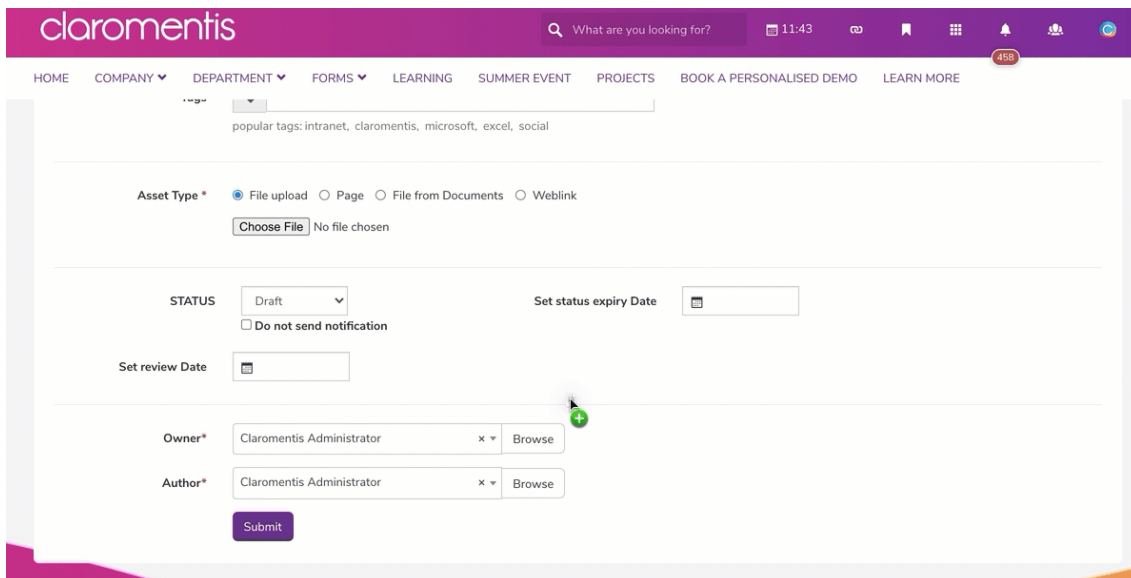 claromentis
What are you looking for?
11:43
458
HOME COMPANY DEPARTMENT FORMS LEARNING SUMMER EVENT PROJECTS BOOK A PERSONALISED DEMO LEARN MORE
Tags
popular tags: intranet, claromentis, microsoft, excel, social
Asset Type * File upload Page File from Documents Weblink
Choose File No file chosen
STATUS Draft Set status expiry Date
Do not send notification
Set review Date
Owner* Claromentis Administrator × Browse
Author* Claromentis Administrator × Browse
Submit